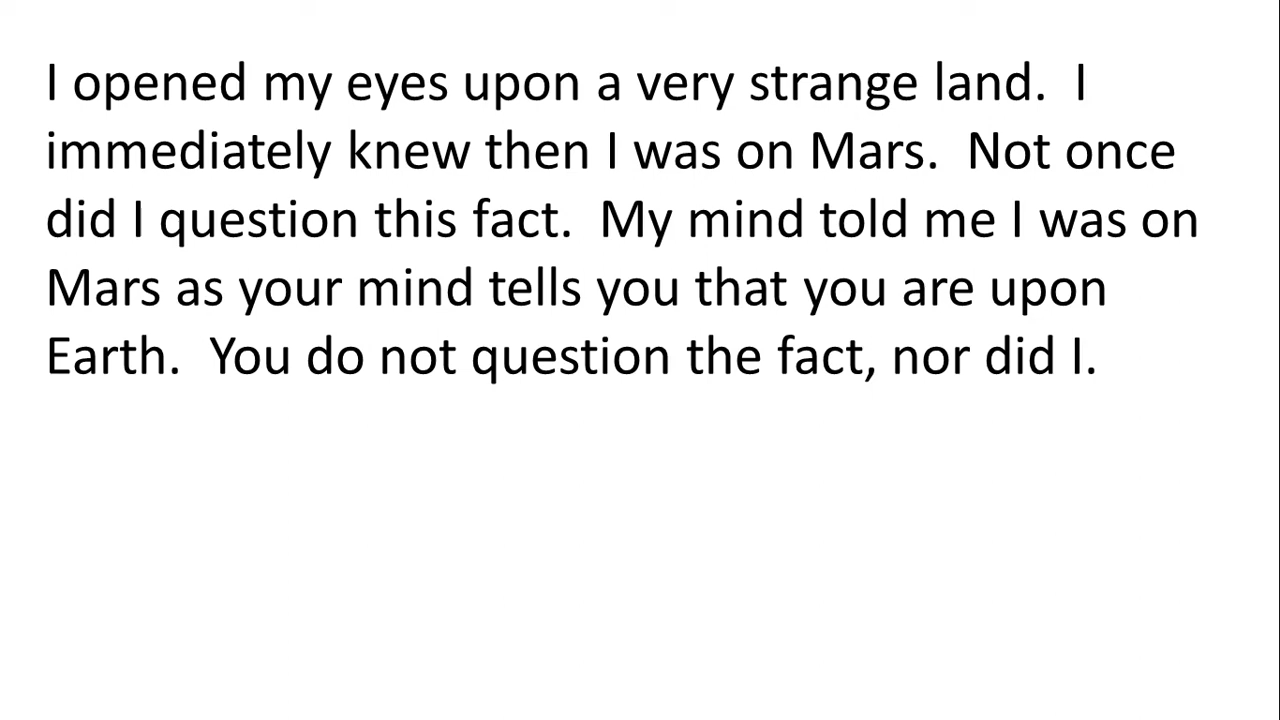 I opened my eyes upon a very strange land.  I
immediately knew then I was on Mars.  Not once
did I question this fact.  My mind told me I was on
Mars as your mind tells you that you are upon
Earth.  You do not question the fact, nor did I.